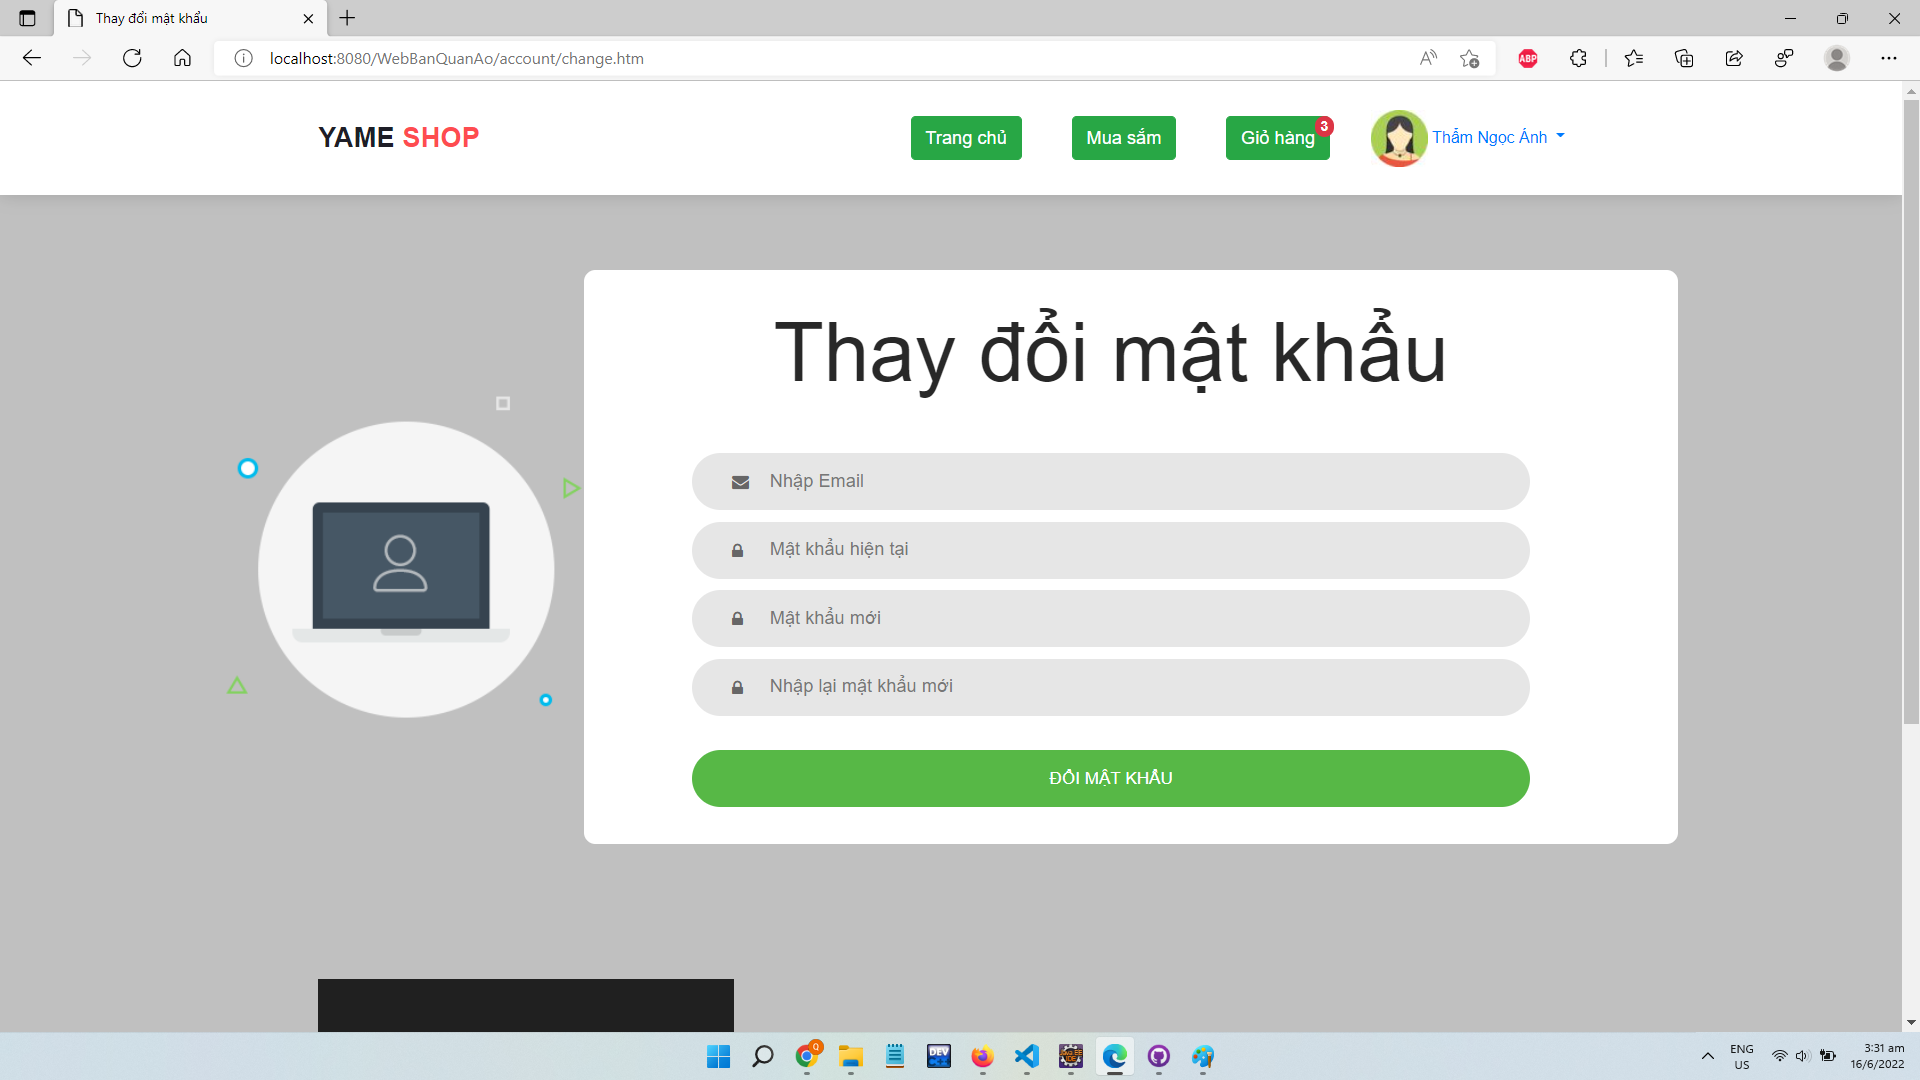 Thay đổi mật khẩu
localhost:8080/WebBanQuanAo/account/change.htm
ABP
YAME SHOP
Trang chủ
Mua sắm
Giỏ hàng
3
Thẩm Ngọc Ánh
Thay đổi mật khẩu
Nhập Email
Mật khẩu hiện tại
Mật khẩu mới
Nhập lại mật khẩu mới
ĐỔI MẬT KHẨU
Q
DEV
ENG
US
3:31 am
16/6/2022